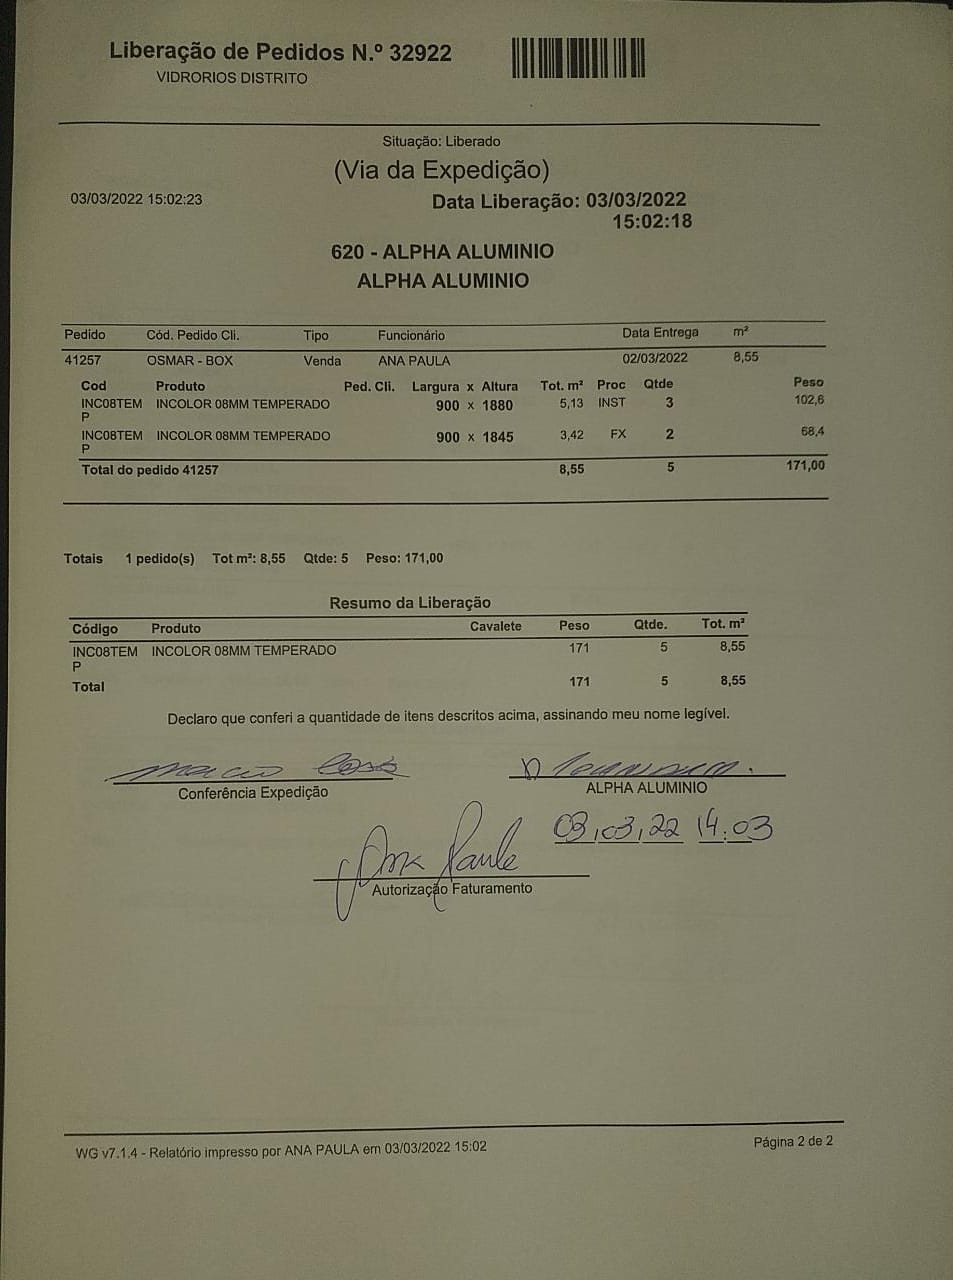 Liberação de Pedidos N.º 32922
VIDRORIOS DISTRITO
Situação: Liberado
(Via da Expedição)
03/03/2022 15:02:23 Data Liberação: 03/03/2022
15:02:18
620 - ALPHA ALUMINIO
ALPHA ALUMINIO
Pedido Cód. Pedido Cli. Tipo Funcionário Data Entrega m²
41257 OSMAR - BOX Venda ANA PAULA 02/03/2022 8,55
Cod Produto Ped. Cli. Largura x Altura Tot. m² Proc Qtde Peso
INC08TEM INCOLOR 08MM TEMPERADO 900 x 1880 5,13 INST 3 102,6
P
INC08TEM INCOLOR 08MM TEMPERADO 900 x 1845 3,42 FX 2 68,4
P
Total do pedido 41257 8,55 5 171,00
Totais 1 pedido(s) Tot m²: 8,55 Qtde: 5 Peso: 171,00
Resumo da Liberação
Código Produto Cavalete Peso Qtde. Tot. m²
INC08TEM INCOLOR 08MM TEMPERADO 171 5 8,55
P
Total 171 5 8,55
Declaro que conferi a quantidade de itens descritos acima, assinando meu nome legível.
Conferência Expedição ALPHA ALUMINIO
03,03,22 14:03
Ana Paula
Autorização Faturamento
WG v7.1.4 - Relatório impresso por ANA PAULA em 03/03/2022 15:02 Página 2 de 2